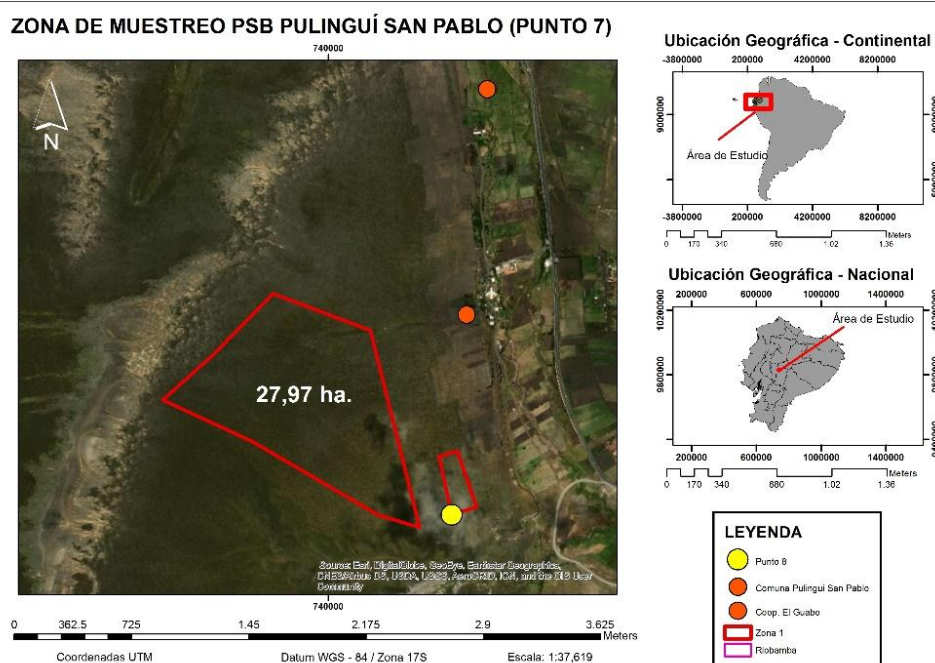 ZONA DE MUESTREO PSB PULINGUÍ SAN PABLO (PUNTO 7)
740000
N
27,97 ha.
Source: Esri, DigitalGlobe, GeoEye, Earthstar Geographics,
CNES/Airbus DS, USDA, USGS, AeroGRID, IGN, and the GIS User
Community
740000
0 362.5 725 1.45 2.175 2.9 3.625
Meters
Coordenadas UTM Datum WGS - 84 / Zona 17S Escala: 1:37,619
Ubicación Geográfica - Continental
-3800000 200000 4200000 8200000
9000000
Área de Estudio
-3800000 200000 4200000 8200000
Meters
0 170 340 680 1.02 1.36
Ubicación Geográfica - Nacional
200000 600000 1000000 1400000
10200000
Área de Estudio
9800000
200000 600000 1000000 1400000
Meters
0 170 340 680 1.02 1.36
LEYENDA
Punto 8
Comuna Pulingui San Pablo
Coop. El Guabo
Zona 1
Riobamba